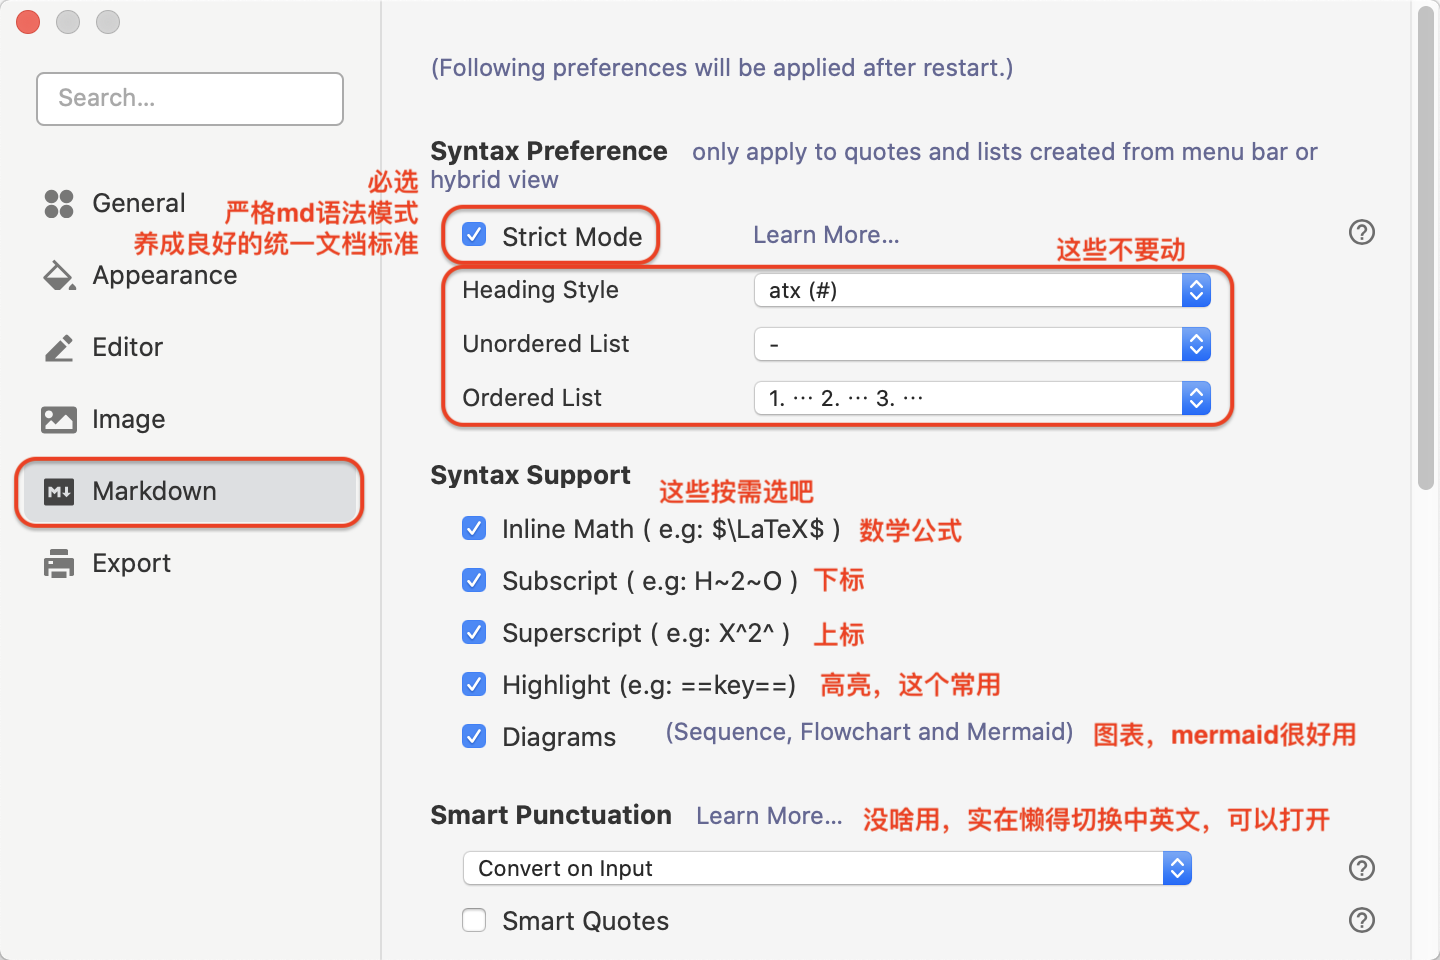 Search...
General
Appearance
Editor
Image
Markdown
Export
(Following preferences will be applied after restart.)
Syntax Preference only apply to quotes and lists created from menu bar or
hybrid view
必选
严格md语法模式
养成良好的统一文档标准
Strict Mode Learn More...
这些不要动
Heading Style atx (#)
Unordered List -
Ordered List 1. ··· 2. ··· 3. ···
Syntax Support
这些按需选吧
Inline Math ( e.g: $\LaTeX$ ) 数学公式
Subscript ( e.g: H~2~O ) 下标
Superscript ( e.g: X^2^ ) 上标
Highlight (e.g: ==key==) 高亮，这个常用
Diagrams (Sequence, Flowchart and Mermaid) 图表，mermaid很好用
Smart Punctuation Learn More... 没啥用，实在懒得切换中英文，可以打开
Convert on Input
Smart Quotes